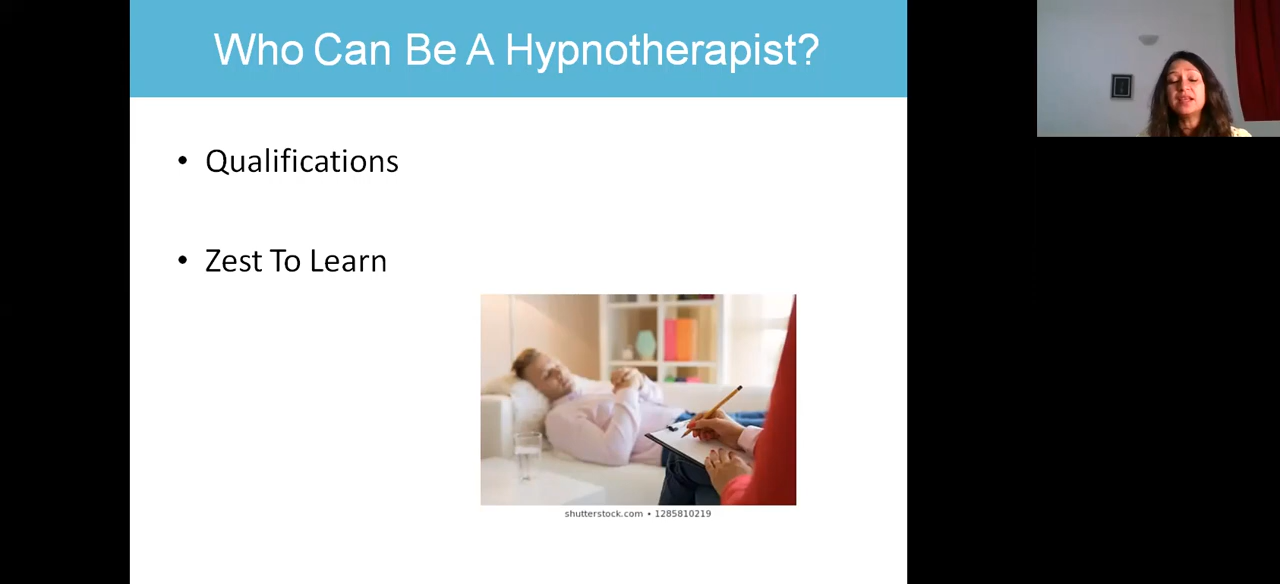 Who Can Be A Hypnotherapist?
• Qualifications
• Zest To Learn
shutterstock.com • 1285810219